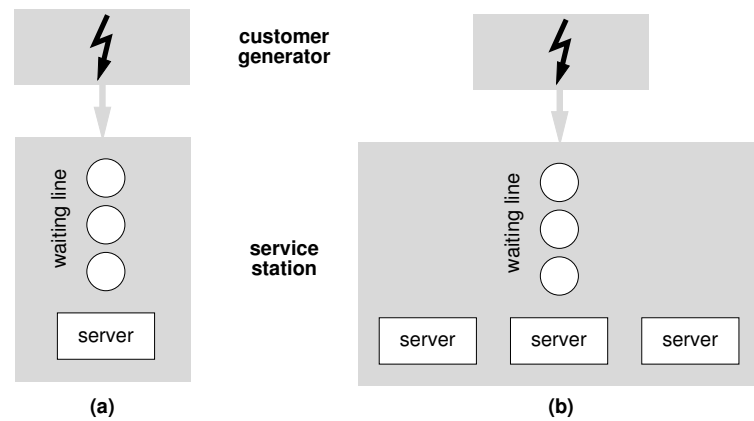 customer
generator
waiting line
server
(a)
service
station
waiting line
server
server
server
(b)